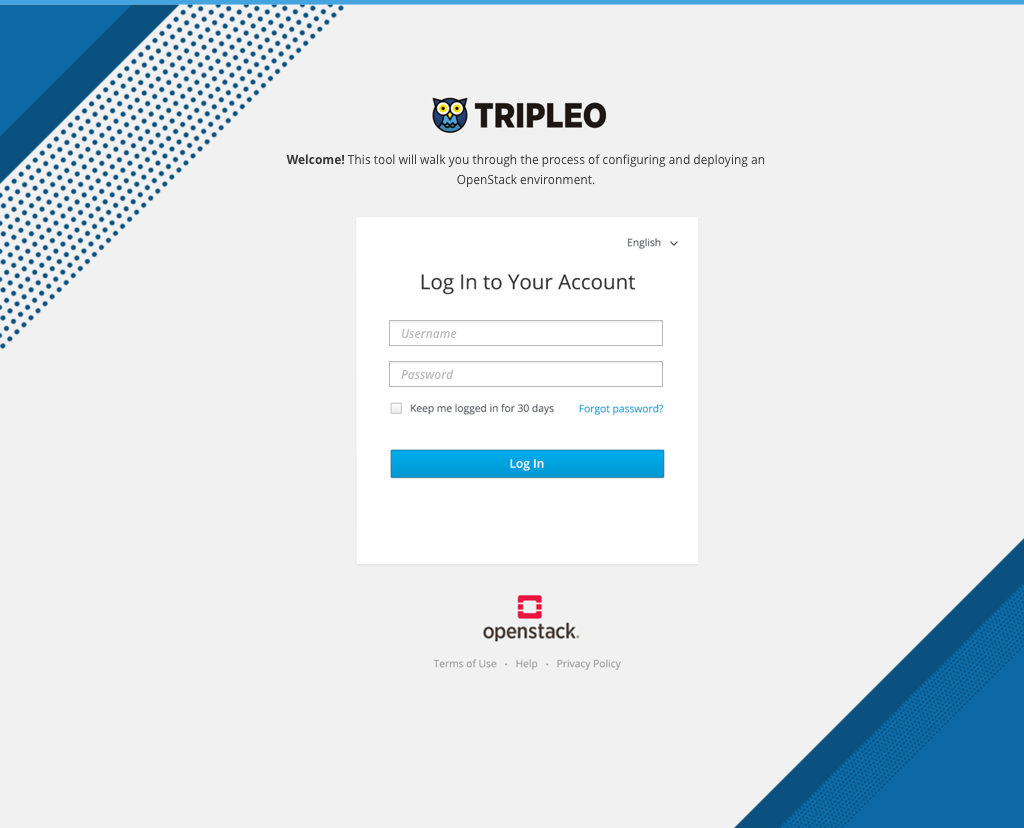 TRIPLEO
Welcome! This tool will walk you through the process of configuring and deploying an
OpenStack environment.
English
Log In to Your Account
Username
Password
Keep me logged in for 30 days Forgot password?
Log In
openstack.
Terms of Use • Help • Privacy Policy